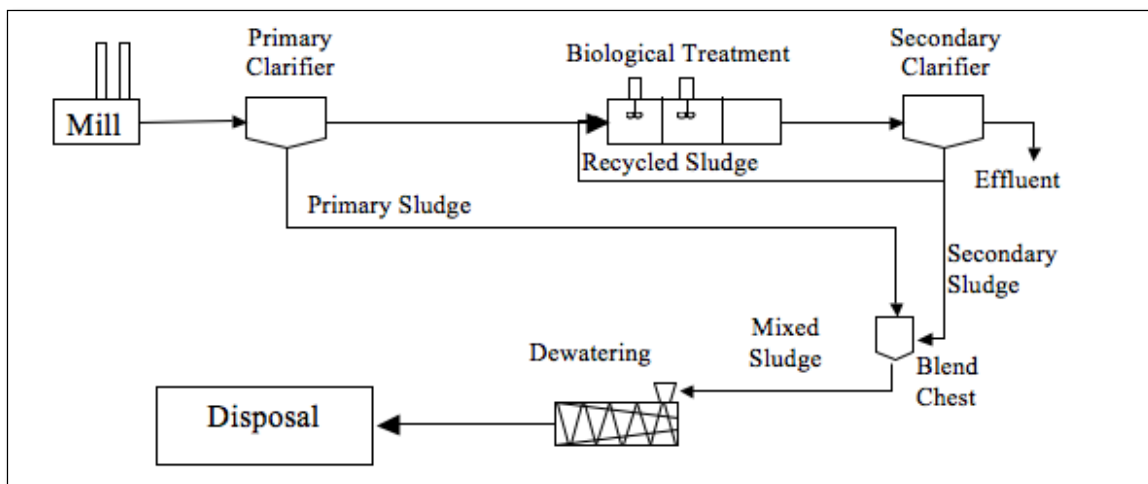 Primary
Clarifier
Biological Treatment
Secondary
Clarifier
Mill
Recycled Sludge
Effluent
Primary Sludge
Secondary
Sludge
Mixed
Sludge
Dewatering
Blend
Chest
Disposal